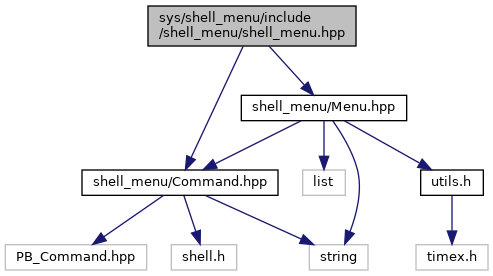 sys/shell_menu/include
/shell_menu/shell_menu.hpp
shell_menu/Menu.hpp
shell_menu/Command.hpp
list
utils.h
PB_Command.hpp
shell.h
string
timex.h